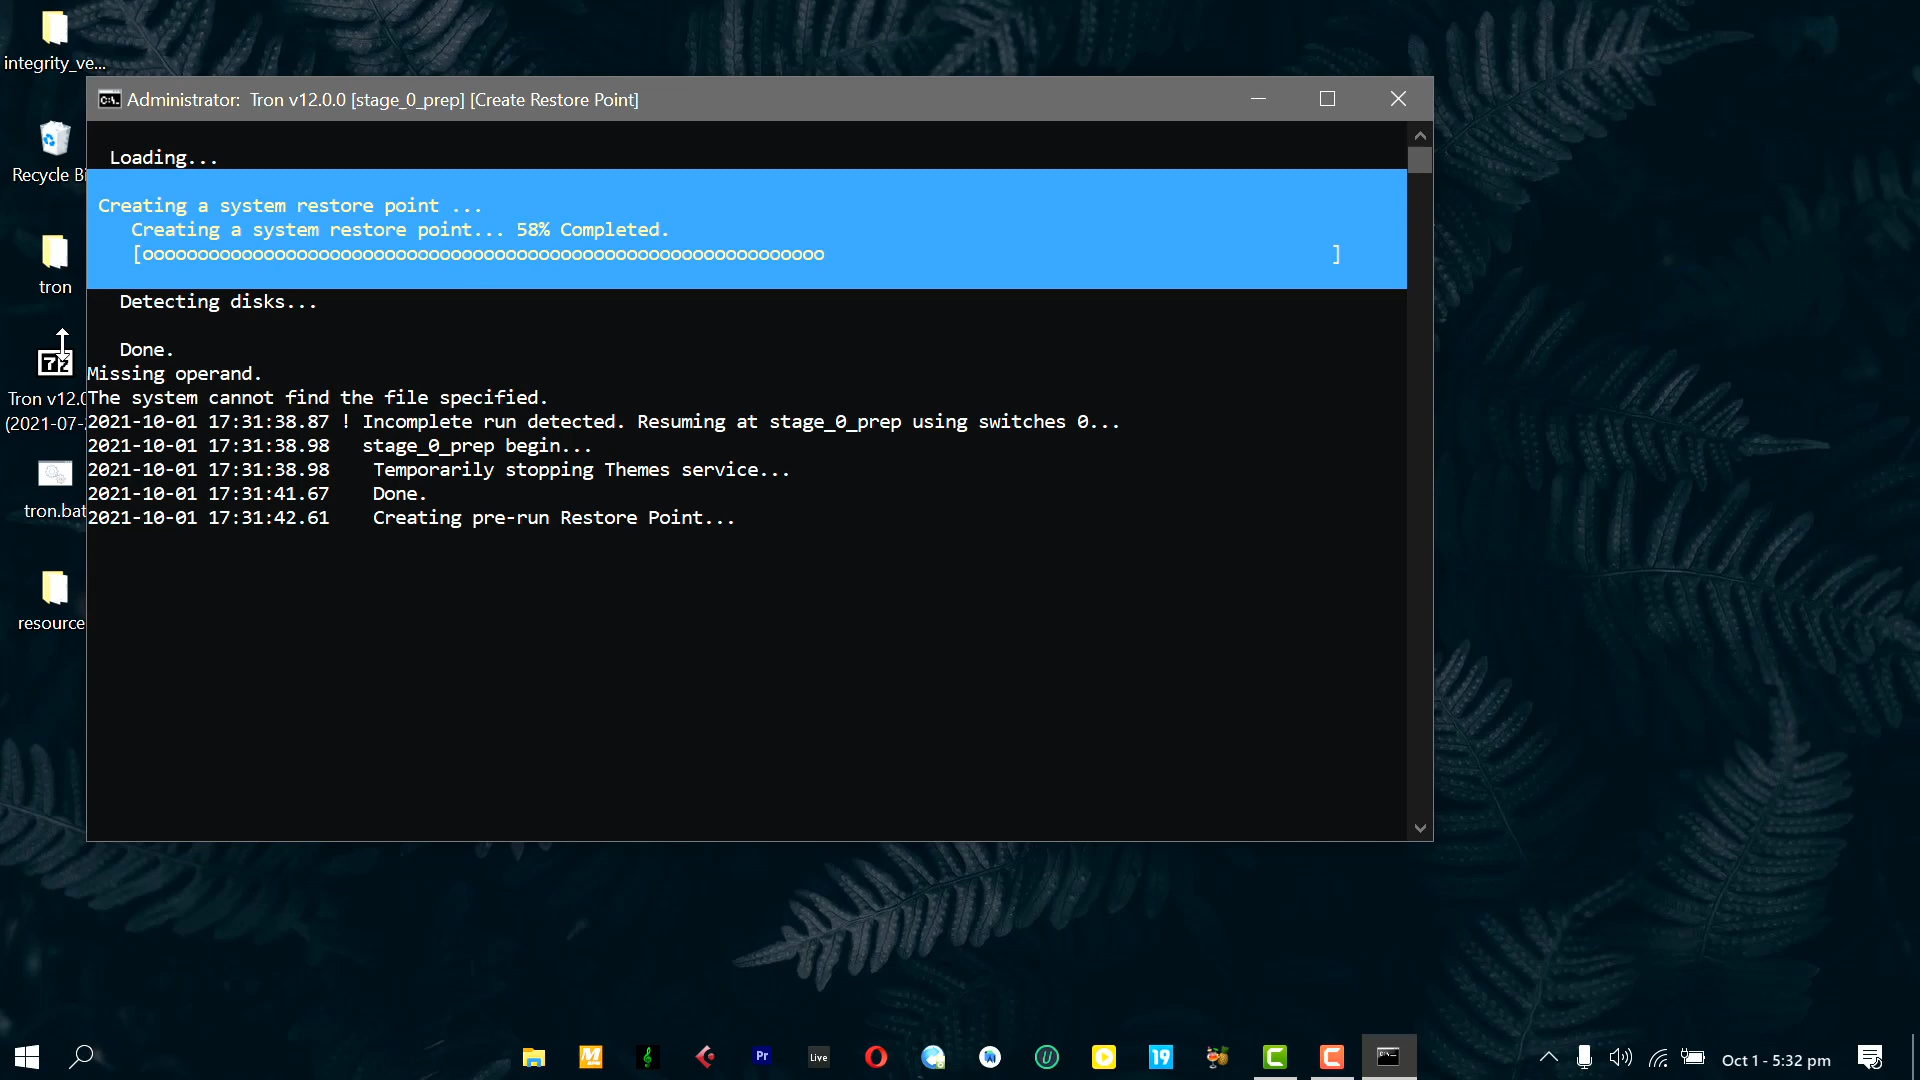 integrity_ve...
Administrator:  Tron v12.0.0 [stage_0_prep] [Create Restore Point]
Loading...
Recycle Bi
Creating a system restore point ...
Creating a system restore point... 58% Completed.
[oooooooooooooooooooooooooooooooooooooooooooooooooooooooooooooo ]
tron
Detecting disks...
Done.
Missing operand.
Tron v12.0
(2021-07-
The system cannot find the file specified.
2021-10-01 17:31:38.87 ! Incomplete run detected. Resuming at stage_0_prep using switches 0...
2021-10-01 17:31:38.98   stage_0_prep begin...
2021-10-01 17:31:38.98    Temporarily stopping Themes service...
2021-10-01 17:31:41.67    Done.
2021-10-01 17:31:42.61    Creating pre-run Restore Point...
tron.bat
resource
Pr
Live
19
Oct 1 - 5:32 pm